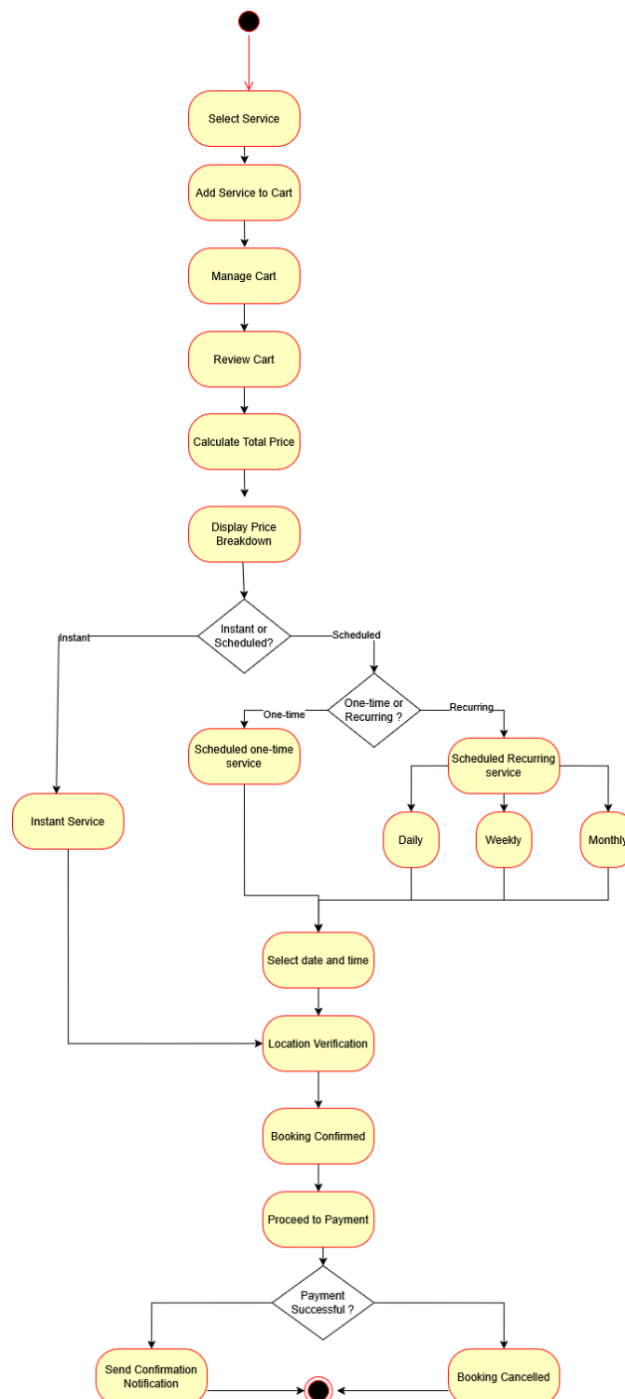 Select Service
Add Service to Cart
Manage Cart
Review Cart
Calculate Total Price
Display Price
Breakdown
Instant or
Scheduled?
Instant
Scheduled
One-time or
Recurring ?
One-time
Recurring
Scheduled one-time
service
Scheduled Recurring
service
Instant Service
Daily
Weekly
Monthly
Select date and time
Location Verification
Booking Confirmed
Proceed to Payment
Payment
Successful ?
Send Confirmation
Notification
Booking Cancelled